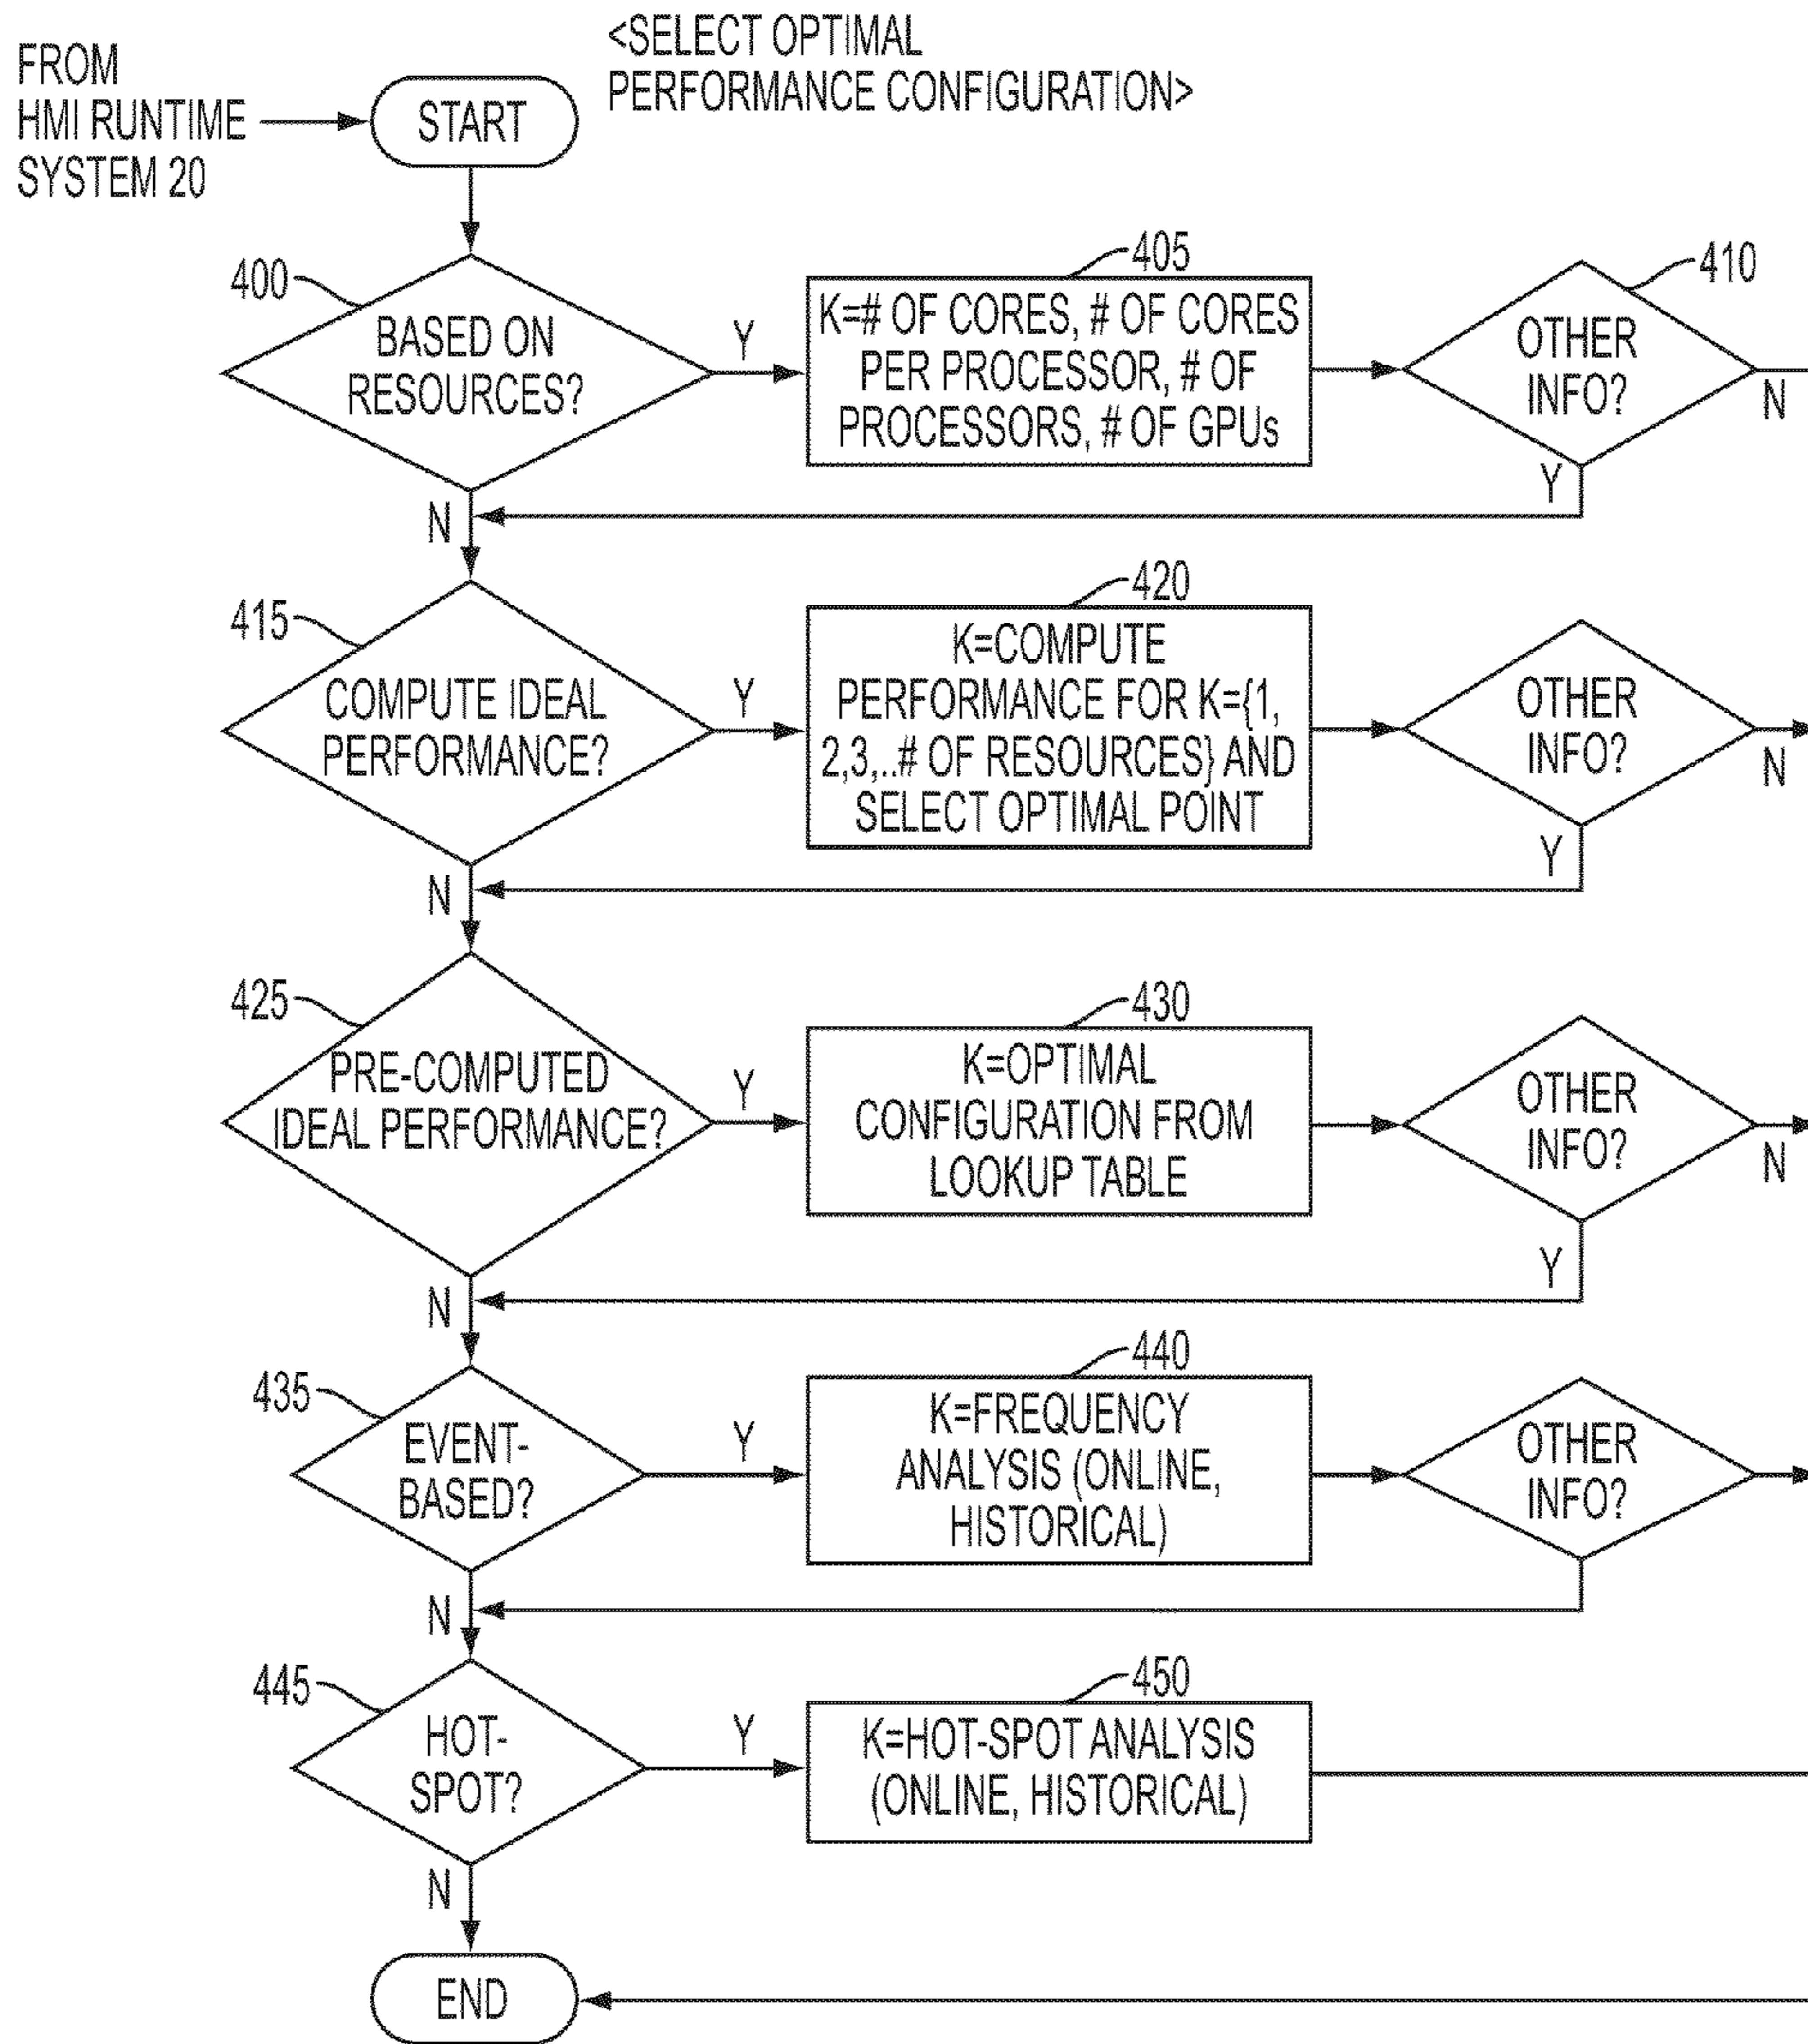 <SELECT OPTIMAL
PERFORMANCE CONFIGURATION>
FROM
HMI RUNTIME
SYSTEM 20
START
400
BASED ON
RESOURCES?
Y
N
405
K=# OF CORES, # OF CORES
PER PROCESSOR, # OF
PROCESSORS, # OF GPUs
410
OTHER
INFO?
N
Y
415
COMPUTE IDEAL
PERFORMANCE?
Y
N
420
K=COMPUTE
PERFORMANCE FOR K={1,
2,3,..# OF RESOURCES} AND
SELECT OPTIMAL POINT
OTHER
INFO?
N
Y
425
PRE-COMPUTED
IDEAL PERFORMANCE?
Y
N
430
K=OPTIMAL
CONFIGURATION FROM
LOOKUP TABLE
OTHER
INFO?
N
Y
435
EVENT-
BASED?
Y
N
440
K=FREQUENCY
ANALYSIS (ONLINE,
HISTORICAL)
OTHER
INFO?
445
HOT-
SPOT?
Y
N
450
K=HOT-SPOT ANALYSIS
(ONLINE, HISTORICAL)
END